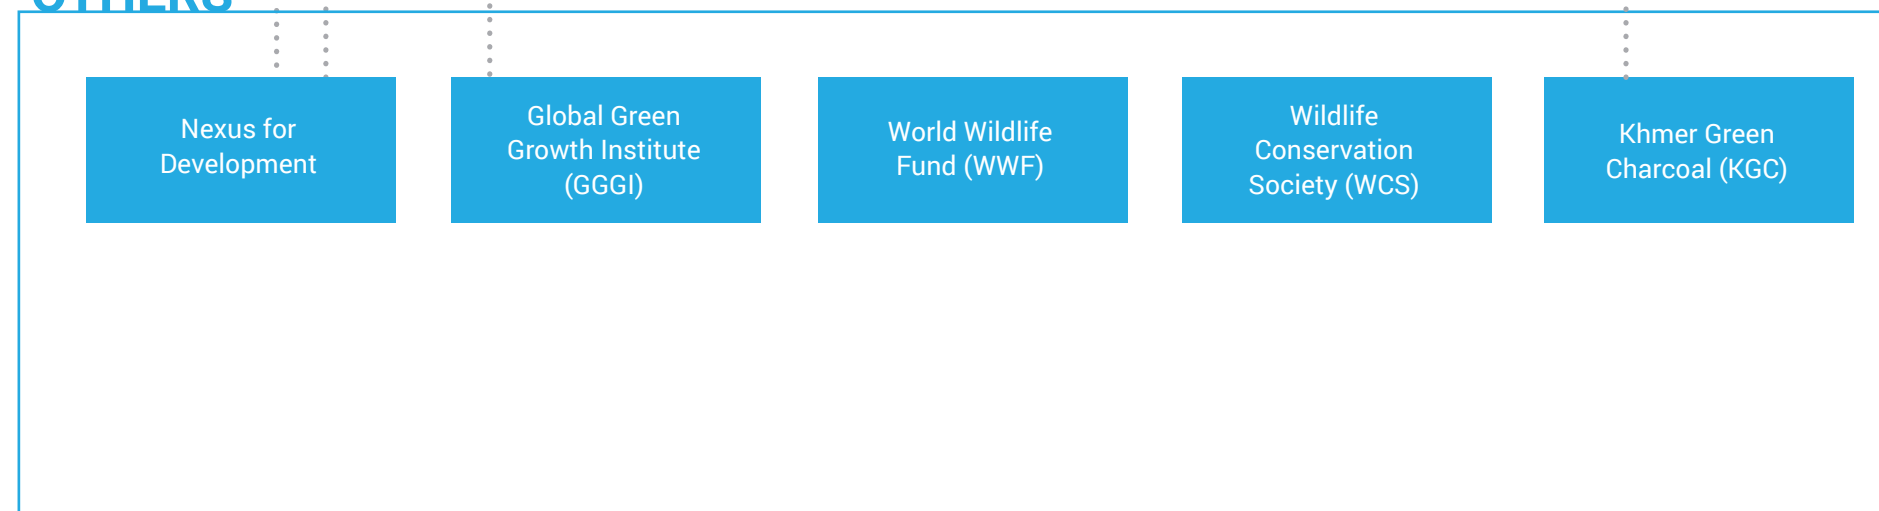 OTHERS
Nexus for
Development
Global Green
Growth Institute
(GGGI)
World Wildlife
Fund (WWF)
Wildlife
Conservation
Society (WCS)
Khmer Green
Charcoal (KGC)